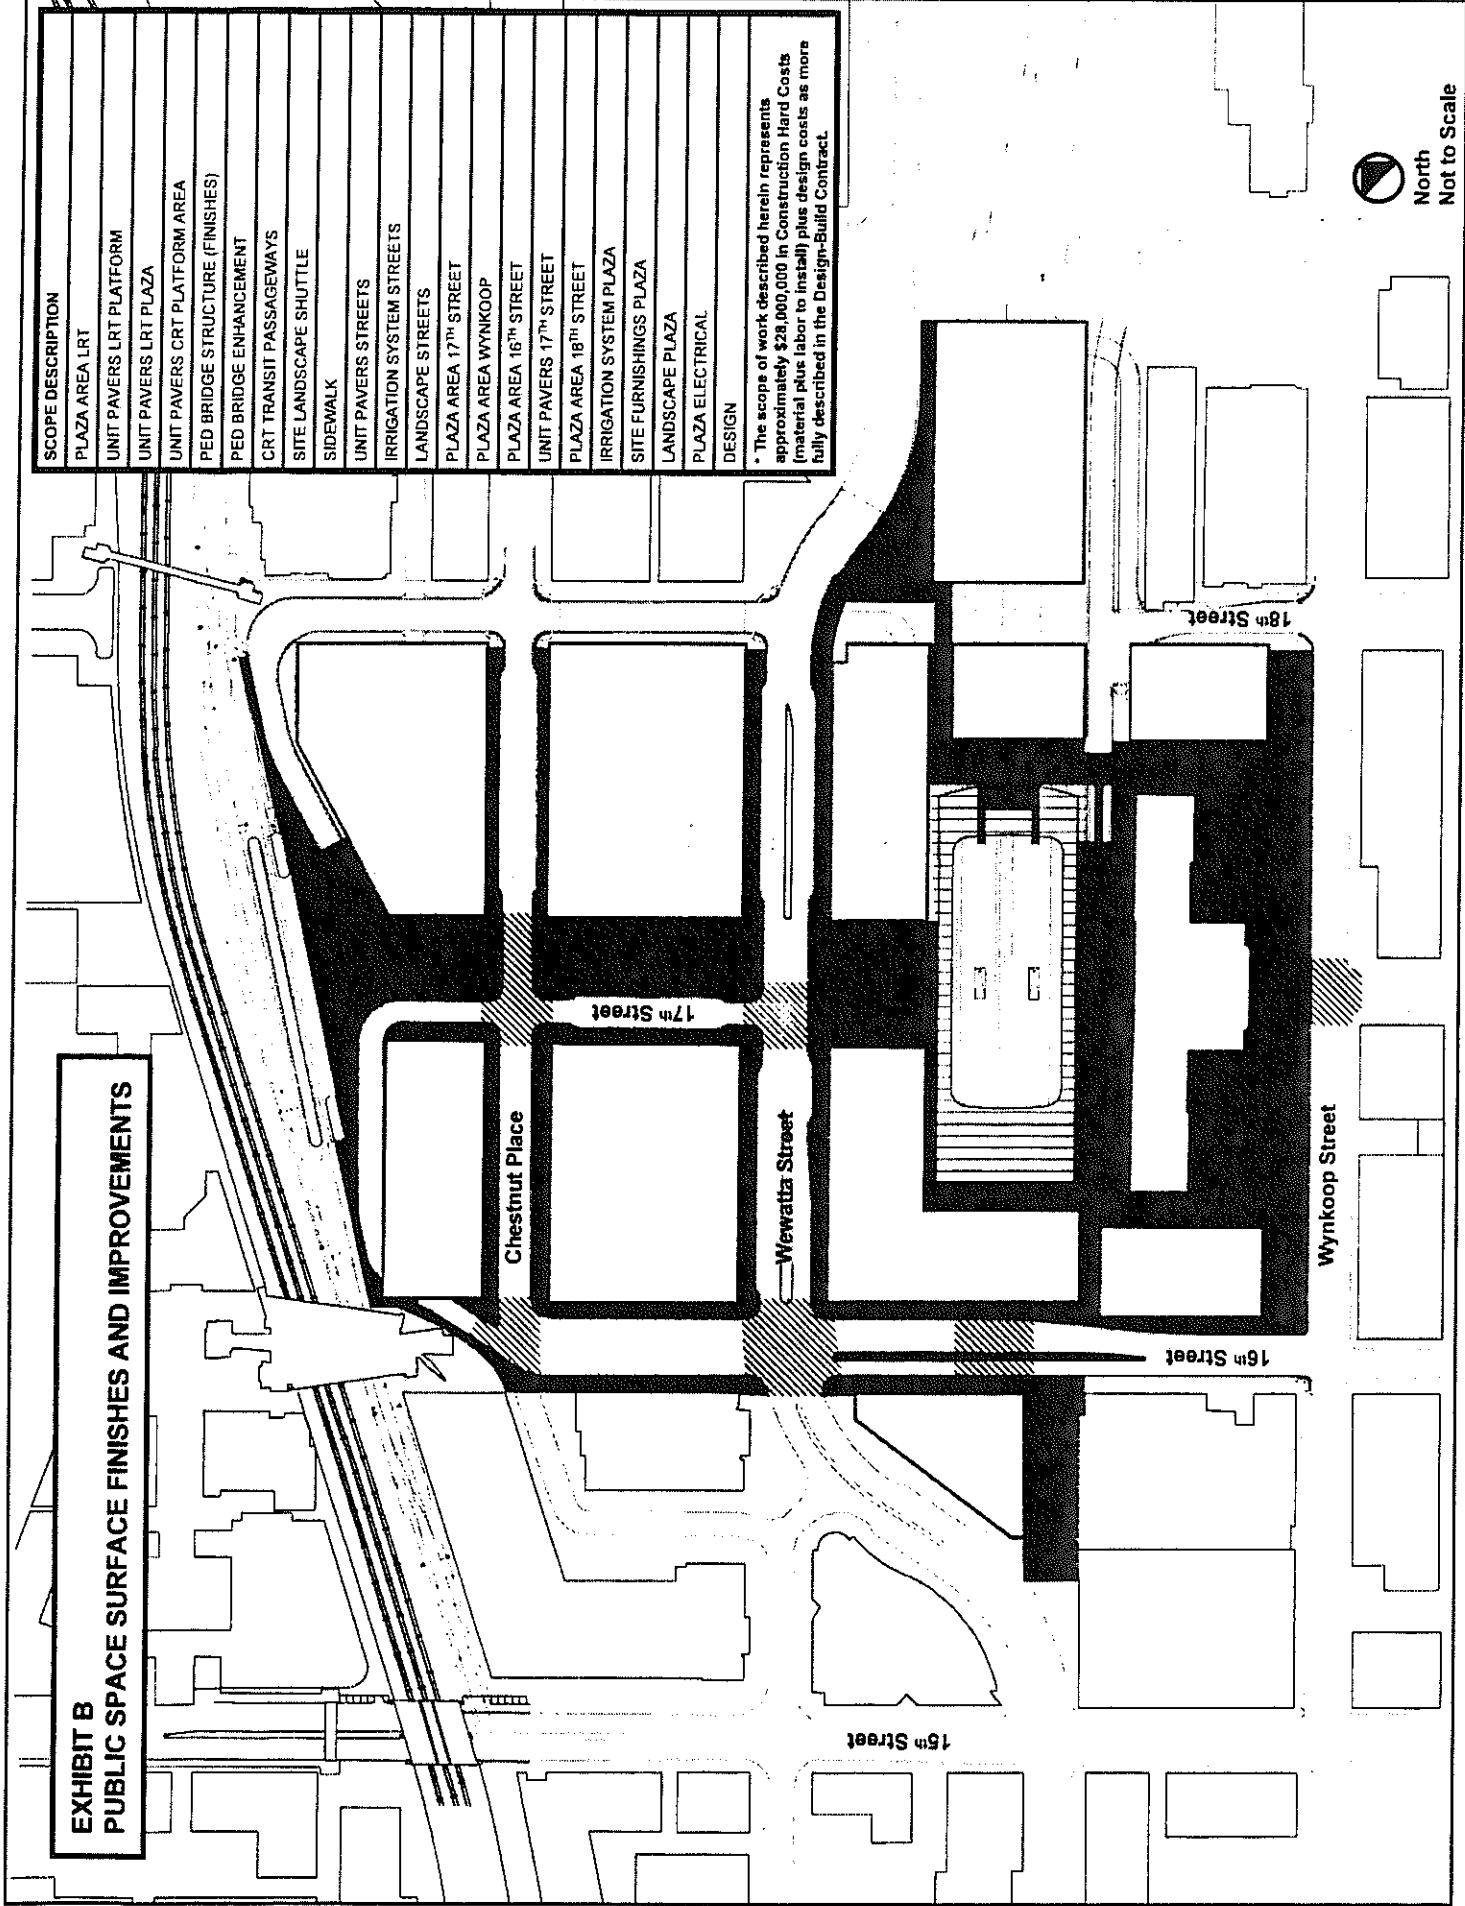 EXHIBIT B
PUBLIC SPACE SURFACE FINISHES AND IMPROVEMENTS
SCOPE DESCRIPTION
PLAZA AREA LRT
UNIT PAVERS LRT PLATFORM
UNIT PAVERS LRT PLAZA
UNIT PAVERS CRT PLATFORM AREA
PED BRIDGE STRUCTURE (FINISHES)
PED BRIDGE ENHANCEMENT
CRT TRANSIT PASSAGEWAYS
SITE LANDSCAPE SHUTTLE
SIDEWALK
UNIT PAVERS STREETS
IRRIGATION SYSTEM STREETS
LANDSCAPE STREETS
PLAZA AREA 17TH STREET
PLAZA AREA WYNKOOP
PLAZA AREA 16TH STREET
UNIT PAVERS 17TH STREET
PLAZA AREA 18TH STREET
IRRIGATION SYSTEM PLAZA
SITE FURNISHINGS PLAZA
LANDSCAPE PLAZA
PLAZA ELECTRICAL
DESIGN
* The scope of work described herein represents
approximately $28,000,000 in Construction Hard Costs
(material plus labor to install) plus design costs as more
fully described in the Design-Build Contract.
Chestnut Place
17th Street
Wewatta Street
18th Street
16th Street
15th Street
Wynkoop Street
North
Not to Scale